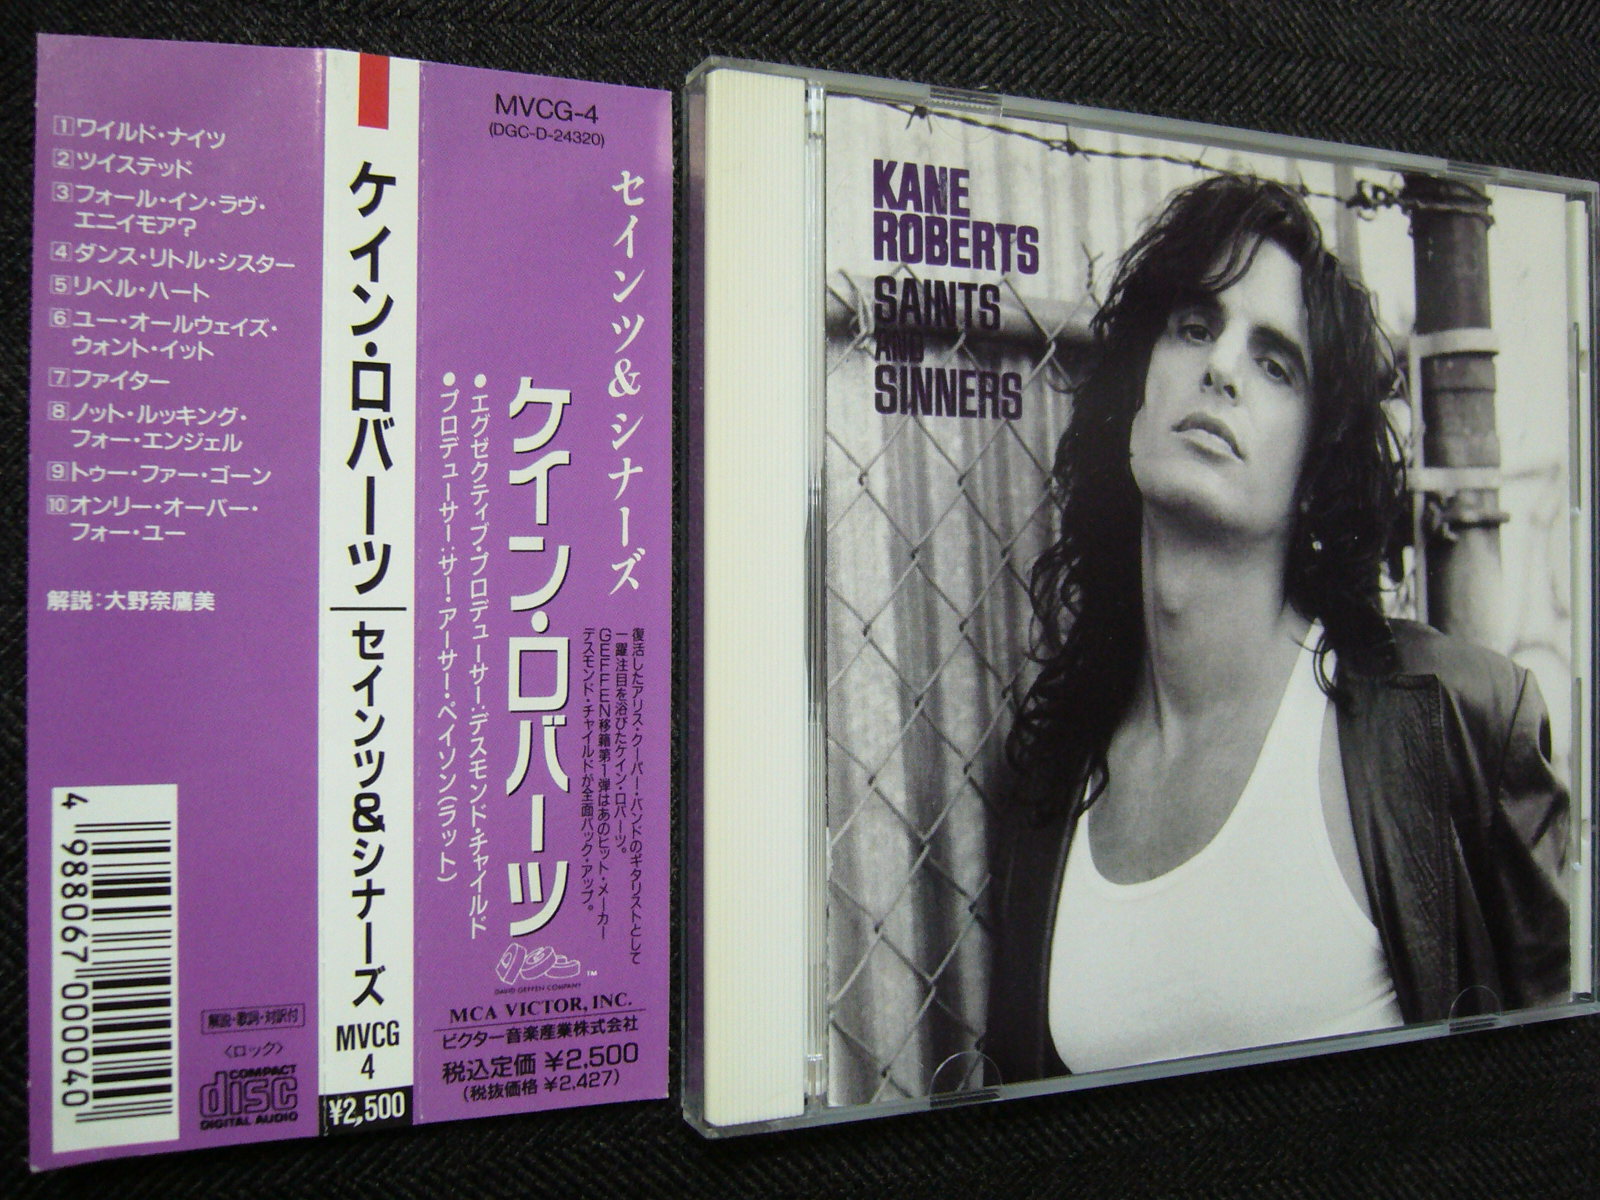 1 ワイルド・ナイツ
2 ツイステッド
3 フォール・イン・ラヴ・
エニイモア?
4 ダンス・リトル・シスター
5 リベル・ハート
6 ユー・オールウェイズ・
ウォント・イット
7 ファイター
8 ノット・ルッキング・
フォー・エンジェル
9 トゥー・ファー・ゴーン
10 オンリー・オーバー・
フォー・ユー
解説:大野奈鷹美
4 988067 000040
解説・歌詞・対訳付
〈ロック〉
COMPACT
disc
DIGITAL AUDIO
ケイン・ロバーツ
セインツ&シナーズ
MVCG
4
¥2,500
MVCG-4
(DGC-D-24320)
セインツ&シナーズ
復活したアリス・クーパー・バンドのギタリストとして
一躍注目を浴びたケイン・ロバーツ。
GEFFEN移籍第1弾はあのヒット・メーカー
デスモンド・チャイルドが全面バック・アップ。
ケイン・ロバーツ
●エグゼクティブ・プロデューサー:デスモンド・チャイルド
●プロデューサー:サー・アーサー・ペイソン(ラット)
TM
DAVID GEFFEN COMPANY
MCA VICTOR, INC.
ビクター音楽産業株式会社
税込定価 ¥2,500
(税抜価格 ¥2,427)
KANE
ROBERTS
SAINTS
AND
SINNERS